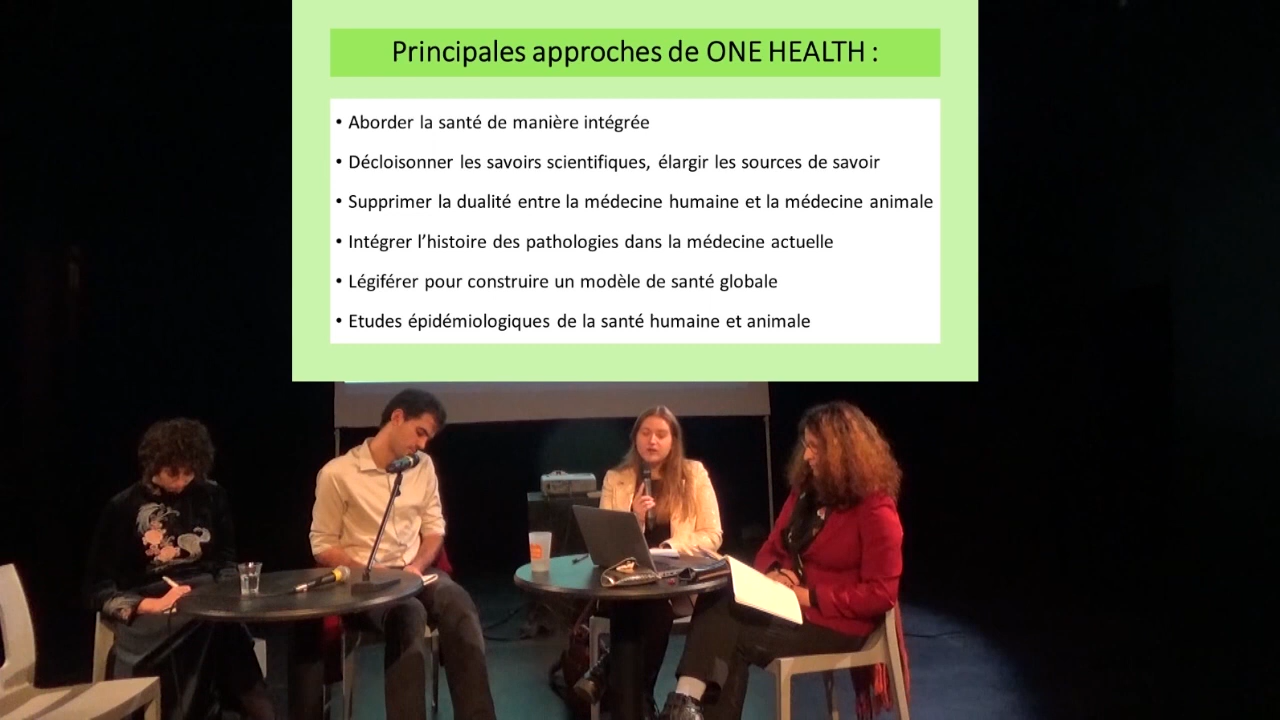 Principales approches de ONE HEALTH :
• Aborder la santé de manière intégrée
• Décloisonner les savoirs scientifiques, élargir les sources de savoir
• Supprimer la dualité entre la médecine humaine et la médecine animale
• Intégrer l’histoire des pathologies dans la médecine actuelle
• Légiférer pour construire un modèle de santé globale
• Etudes épidémiologiques de la santé humaine et animale